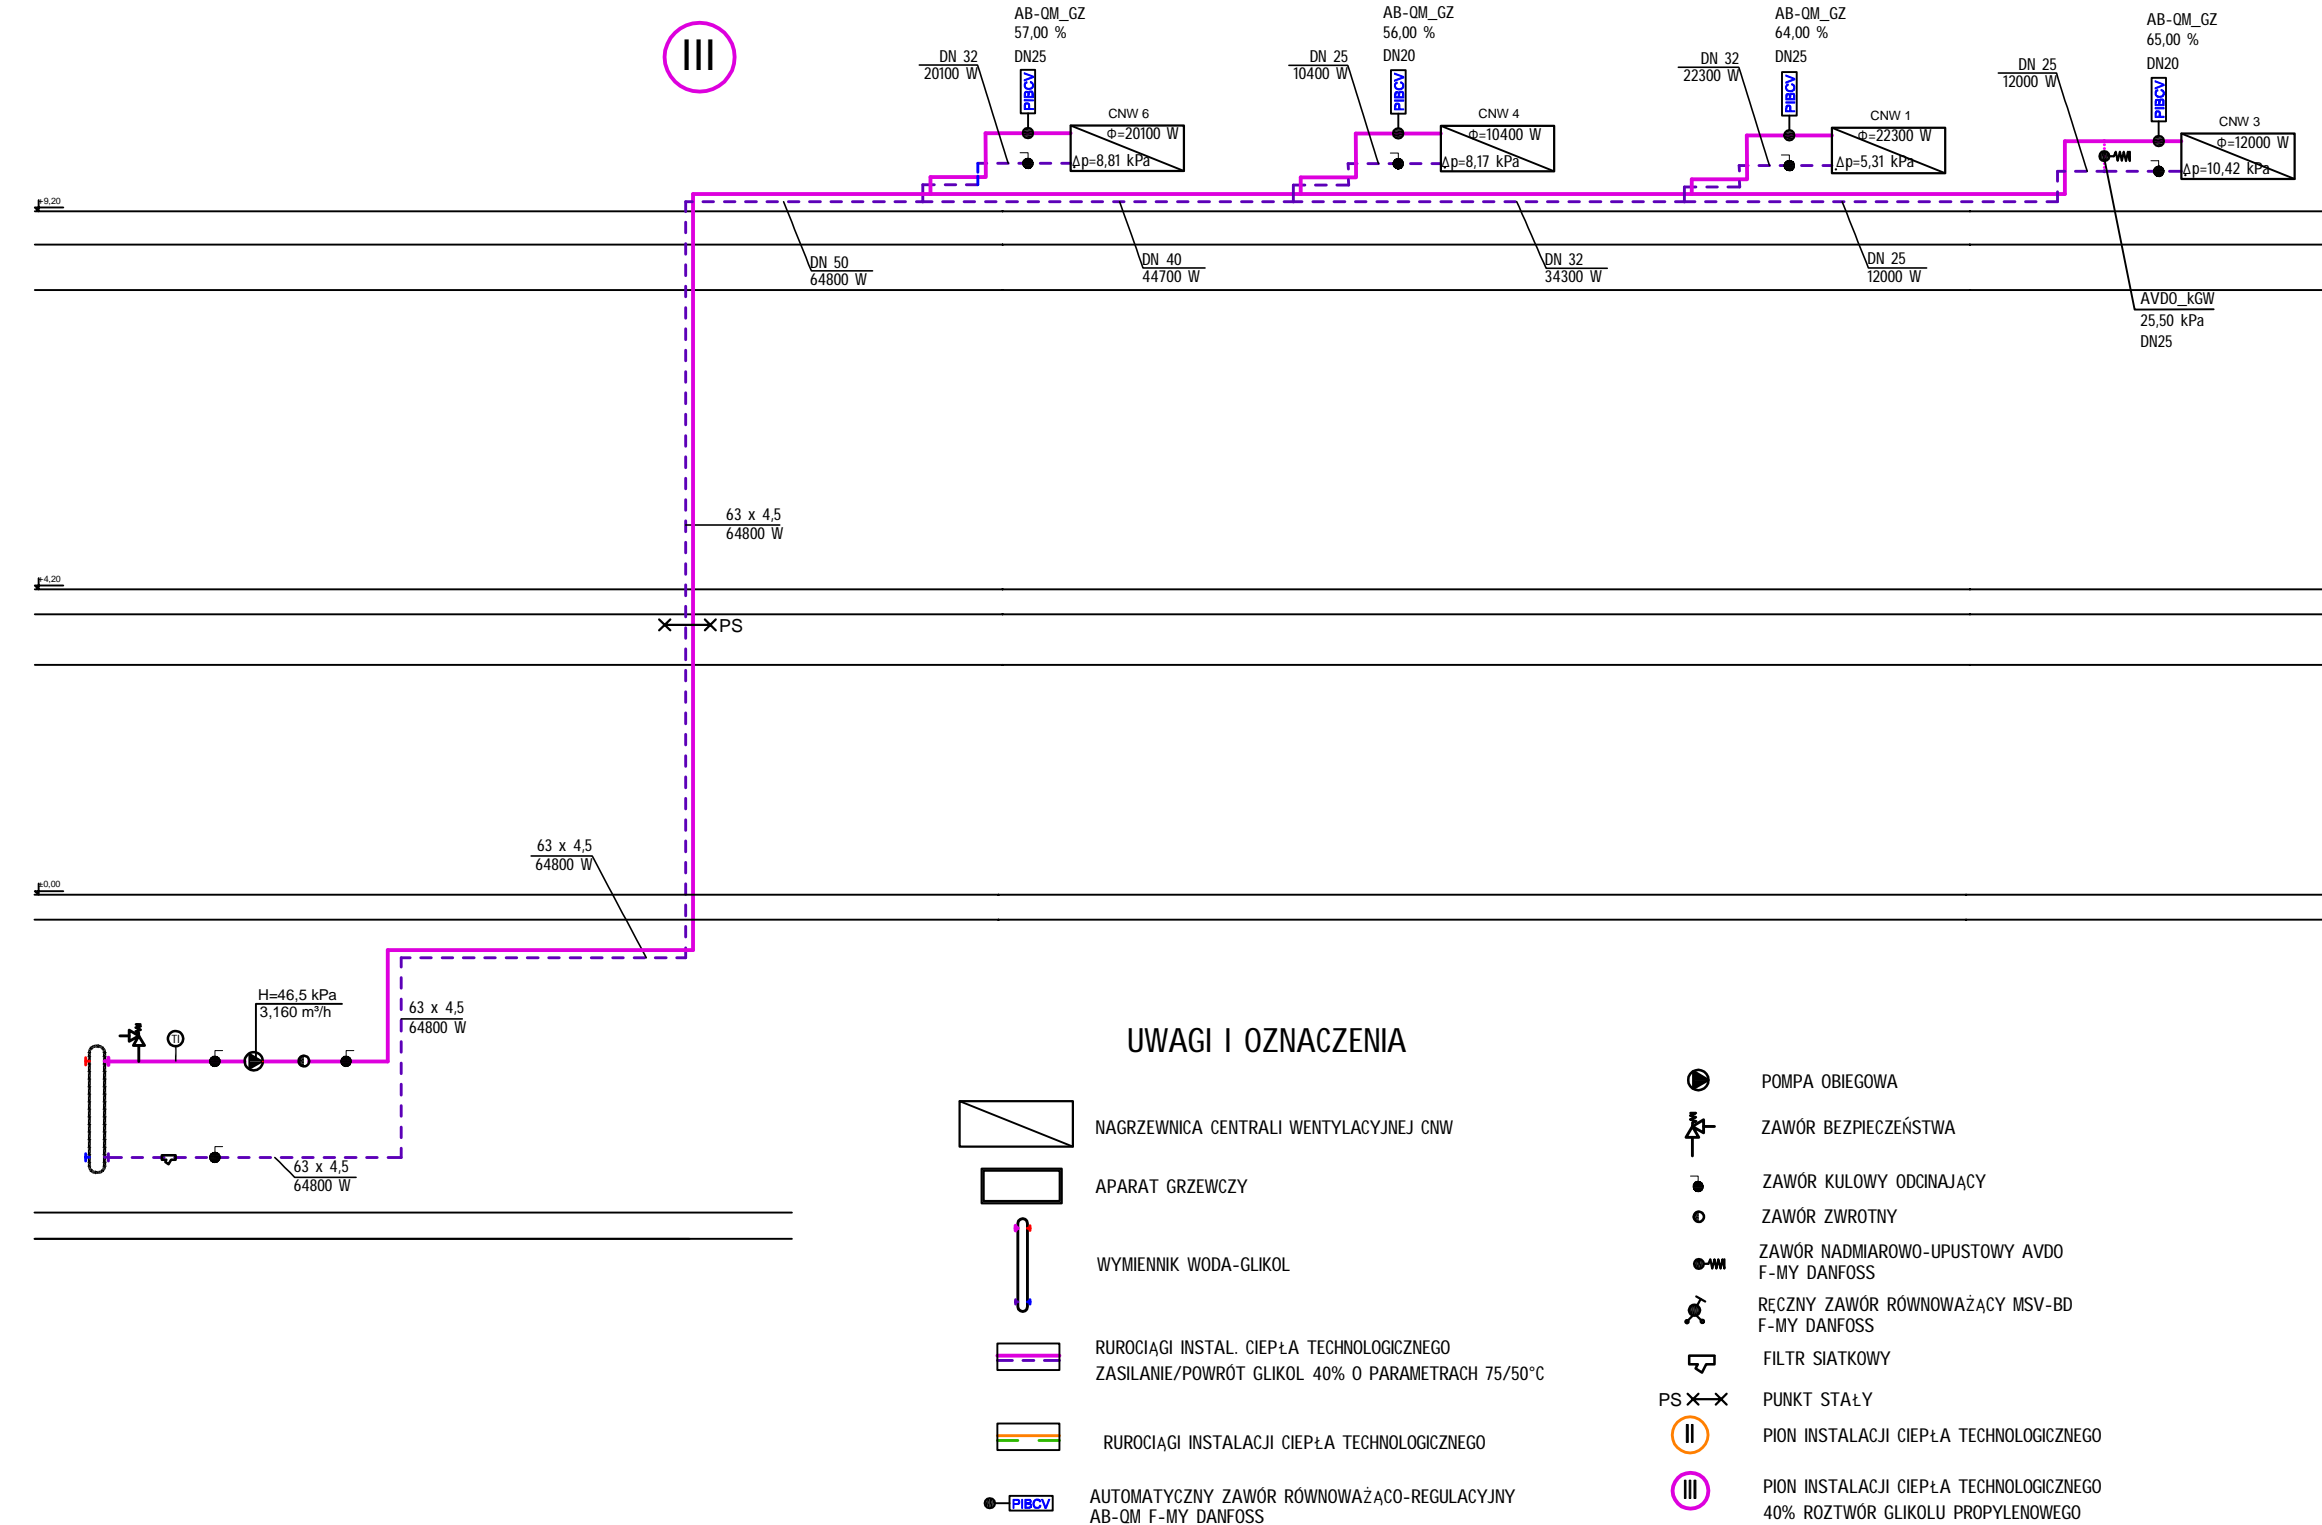 III
AB-QM_GZ
57,00 %
DN25
DN 32
20100 W
PIBCV
CNW 6
Φ=20100 W
Δp=8,81 kPa
AB-QM_GZ
56,00 %
DN20
DN 25
10400 W
PIBCV
CNW 4
Φ=10400 W
Δp=8,17 kPa
AB-QM_GZ
64,00 %
DN25
DN 32
22300 W
PIBCV
CNW 1
Φ=22300 W
Δp=5,31 kPa
AB-QM_GZ
65,00 %
DN20
DN 25
12000 W
PIBCV
CNW 3
Φ=12000 W
Δp=10,42 kPa
+9,20
DN 50
64800 W
DN 40
44700 W
DN 32
34300 W
DN 25
12000 W
AVDO_kGW
25,50 kPa
DN25
63 x 4,5
64800 W
+4,20
PS
63 x 4,5
64800 W
±0,00
H=46,5 kPa
3,160 m³/h
63 x 4,5
64800 W
TI
63 x 4,5
64800 W
UWAGI I OZNACZENIA
NAGRZEWNICA CENTRALI WENTYLACYJNEJ CNW
APARAT GRZEWCZY
WYMIENNIK WODA-GLIKOL
RUROCIĄGI INSTAL. CIEPŁA TECHNOLOGICZNEGO
ZASILANIE/POWRÓT GLIKOL 40% O PARAMETRACH 75/50°C
RUROCIĄGI INSTALACJI CIEPŁA TECHNOLOGICZNEGO
PIBCV
AUTOMATYCZNY ZAWÓR RÓWNOWAŻĄCO-REGULACYJNY
AB-QM F-MY DANFOSS
POMPA OBIEGOWA
ZAWÓR BEZPIECZEŃSTWA
ZAWÓR KULOWY ODCINAJĄCY
ZAWÓR ZWROTNY
ZAWÓR NADMIAROWO-UPUSTOWY AVDO
F-MY DANFOSS
RĘCZNY ZAWÓR RÓWNOWAŻĄCY MSV-BD
F-MY DANFOSS
FILTR SIATKOWY
PS
PUNKT STAŁY
II
PION INSTALACJI CIEPŁA TECHNOLOGICZNEGO
III
PION INSTALACJI CIEPŁA TECHNOLOGICZNEGO
40% ROZTWÓR GLIKOLU PROPYLENOWEGO